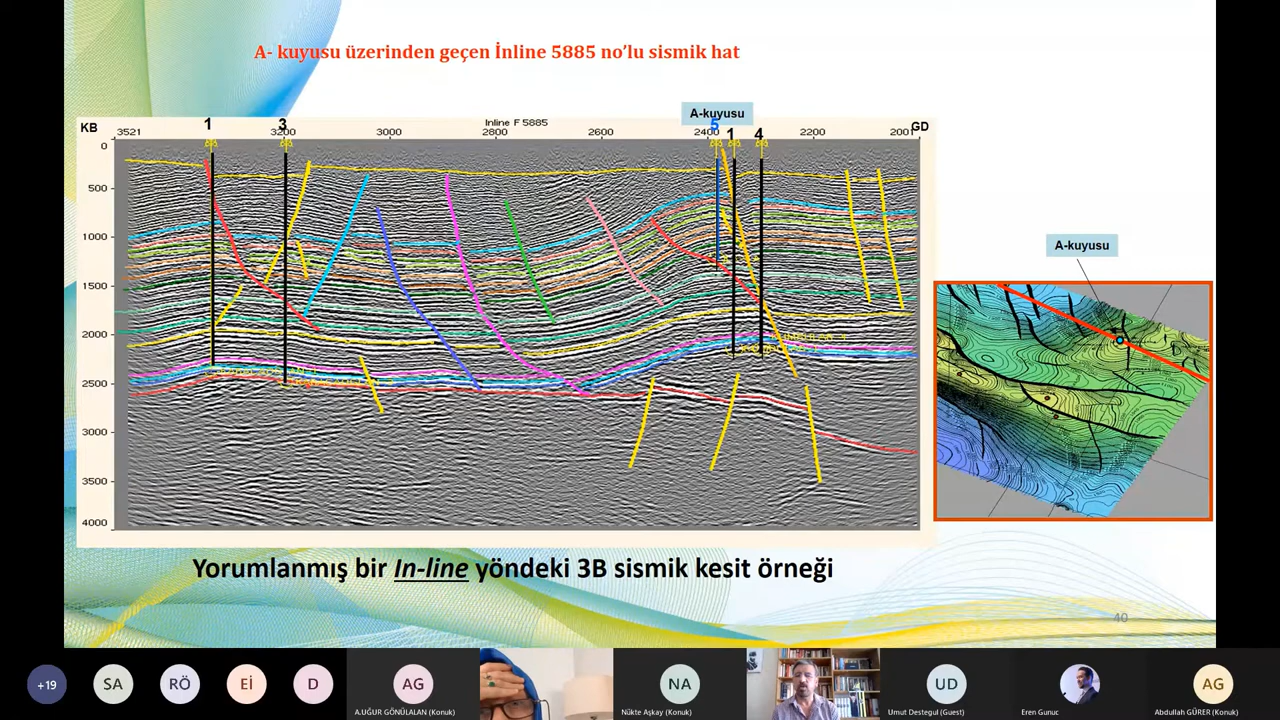 A- kuyusu üzerinden geçen İnline 5885 no'lu sismik hat
A-kuyusu
KB
1
3
5
1
4
GD
Inline F 5885
3521
3200
3000
2800
2600
2400
2200
2001
0
500
1000
1500
2000
2500
3000
3500
4000
A-kuyusu
Yorumlanmış bir In-line yöndeki 3B sismik kesit örneği
40
+19
SA
RÖ
Eİ
D
AG
NA
UD
AG
A.UĞUR GÖNÜLALAN (Konuk)
Nükte Aşkay (Konuk)
Umut Destegul (Guest)
Eren Gunuc
Abdullah GÜRER (Konuk)